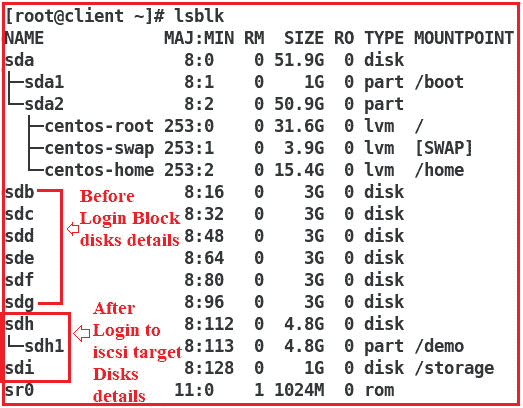 [root@client ~]# lsblk
NAME MAJ:MIN RM SIZE RO TYPE MOUNTPOINT
sda 8:0 0 51.9G 0 disk
├─sda1 8:1 0 1G 0 part /boot
└─sda2 8:2 0 50.9G 0 part
├─centos-root 253:0 0 31.6G 0 lvm /
├─centos-swap 253:1 0 3.9G 0 lvm [SWAP]
└─centos-home 253:2 0 15.4G 0 lvm /home
sdb 8:16 0 3G 0 disk
sdc 8:32 0 3G 0 disk
sdd 8:48 0 3G 0 disk
sde 8:64 0 3G 0 disk
sdf 8:80 0 3G 0 disk
sdg 8:96 0 3G 0 disk
Before
Login Block
disks details
sdh 8:112 0 4.8G 0 disk
└─sdh1 8:113 0 4.8G 0 part /demo
sdi 8:128 0 1G 0 disk /storage
sr0 11:0 1 1024M 0 rom
After
Login to
iscsi target
Disks
details